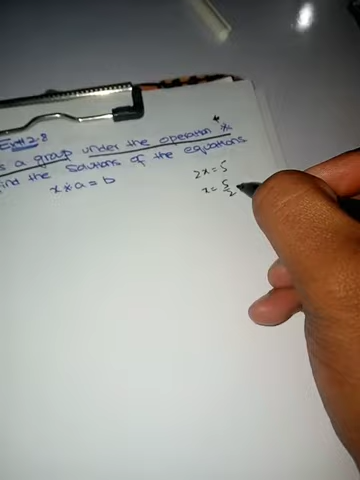 Ex# 2.8
s a group under the operation *
ind the Solutions of the equations
x * a = b
2x = 5
x = 5/2